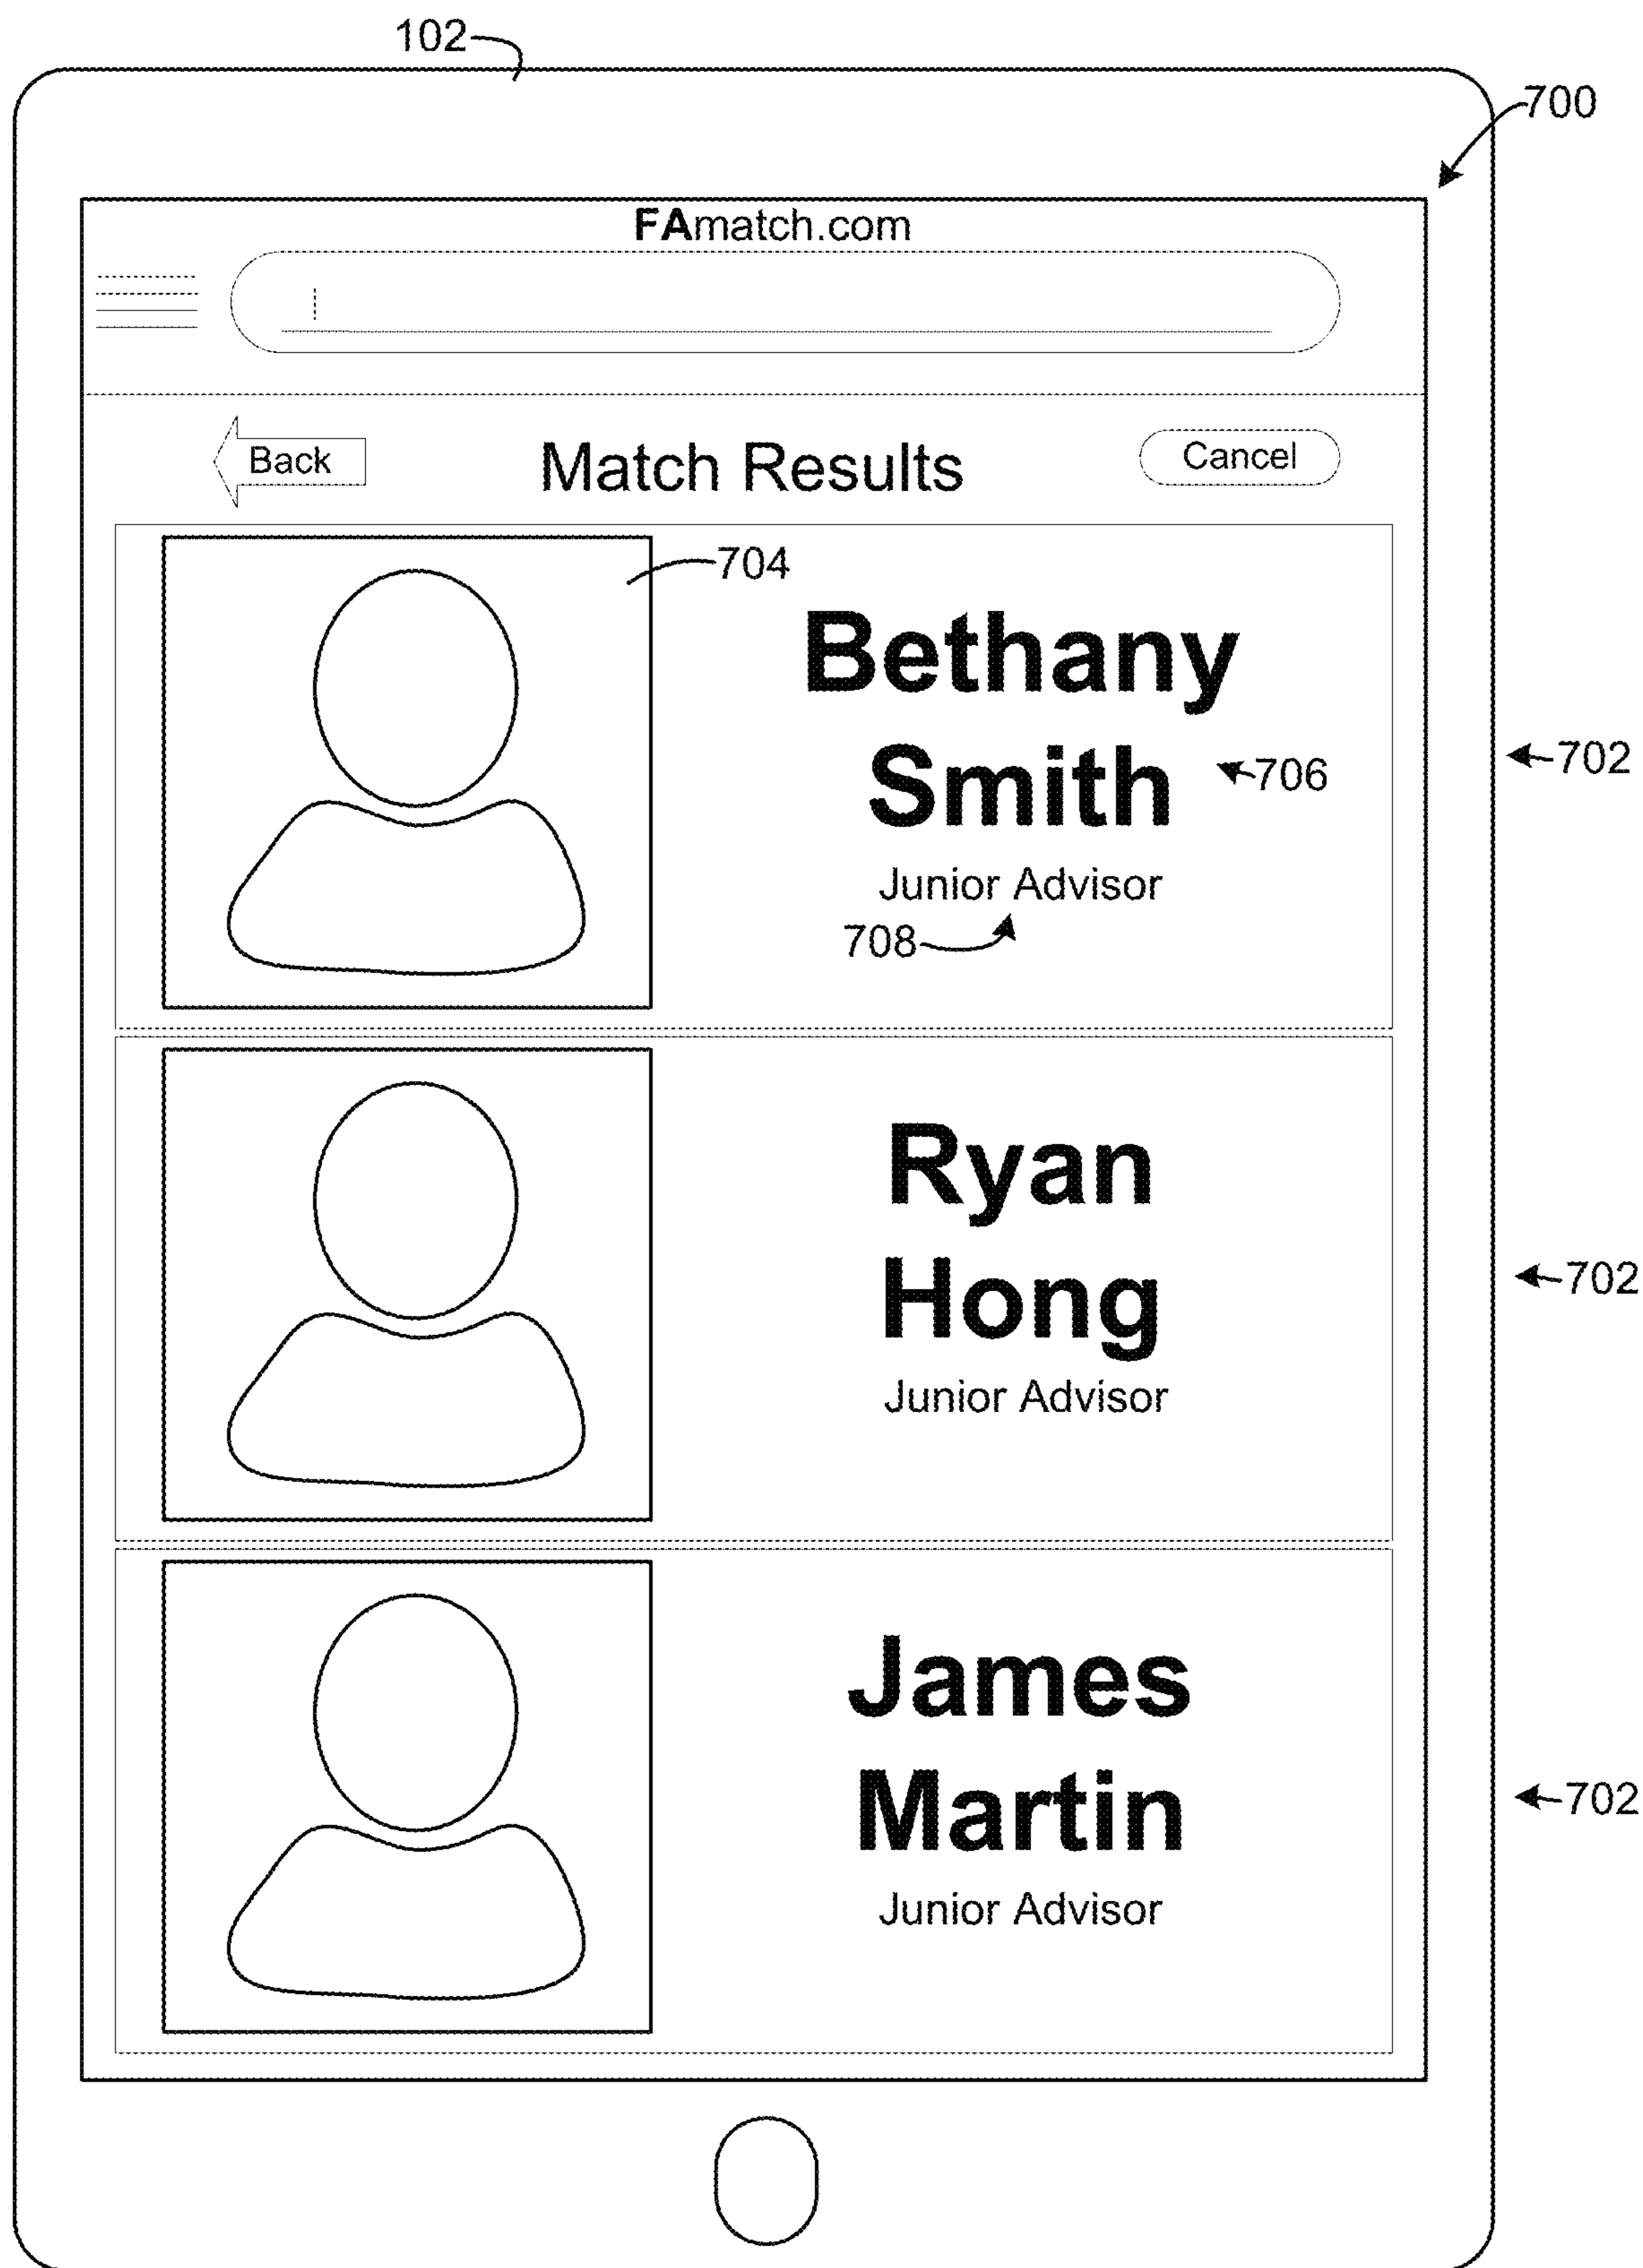 102
700
FAmatch.com
Back
Match Results
Cancel
704
Bethany
Smith
706
702
Junior Advisor
708
Ryan
Hong
702
Junior Advisor
James
Martin
702
Junior Advisor